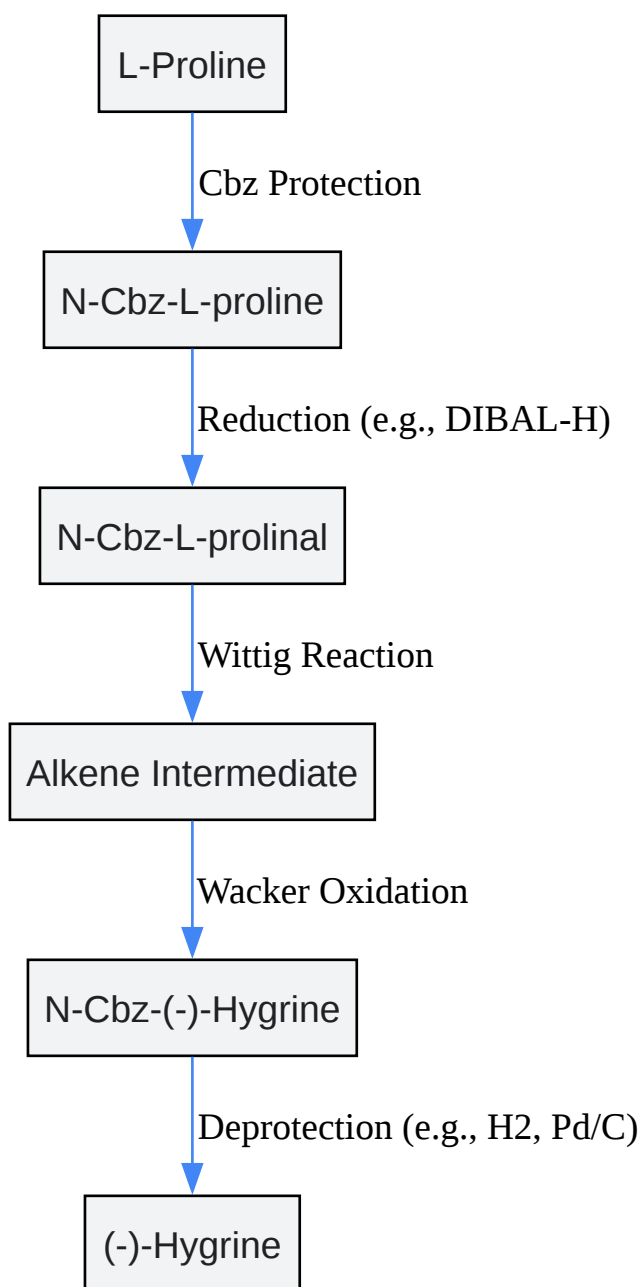 L-Proline
Cbz Protection
N-Cbz-L-proline
Reduction (e.g., DIBAL-H)
N-Cbz-L-prolinal
Wittig Reaction
Alkene Intermediate
Wacker Oxidation
N-Cbz-(-)-Hygrine
Deprotection (e.g., H2, Pd/C)
(-)-Hygrine